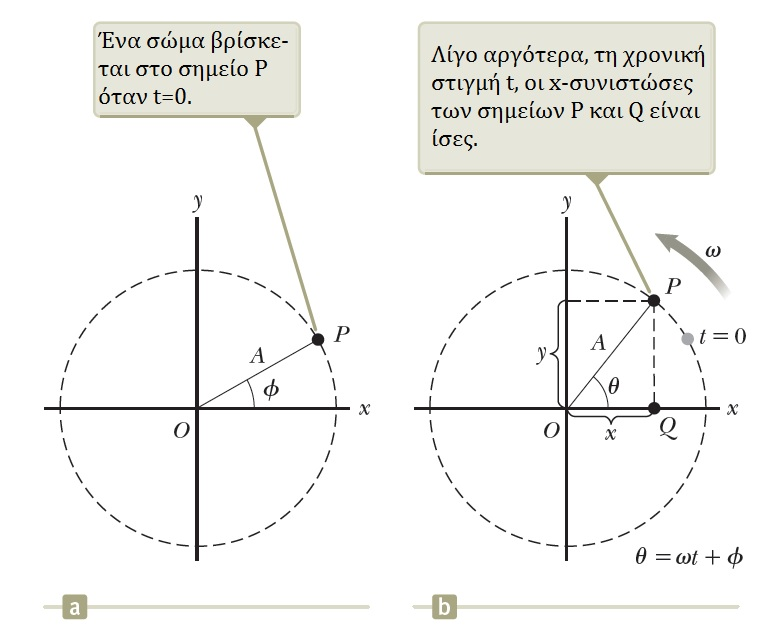 Ένα σώμα βρίσκε-
ται στο σημείο P
όταν t=0.
Λίγο αργότερα, τη χρονική
στιγμή t, οι x-συνιστώσες
των σημείων P και Q είναι
ίσες.
y
P
A
ϕ
O
x
a
y
ω
P
t = 0
A
y
θ
O
x
Q
x
θ = ωt + ϕ
b